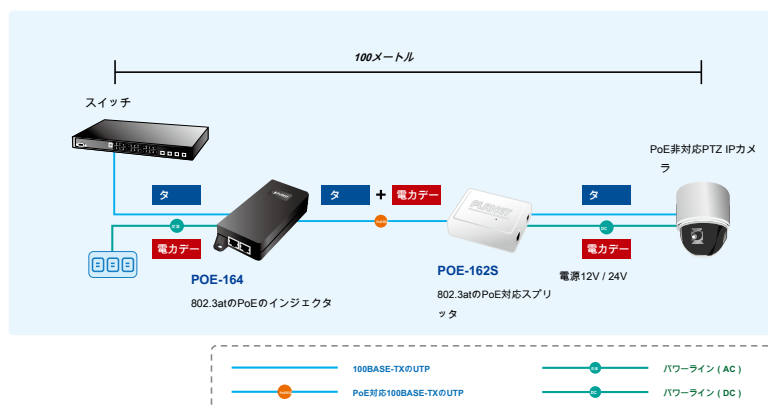 100メートル
スイッチ
PoE非対応PTZ IPカメ
ラ
タ
タ
+
電力デー
タ
PLANET
DC
電力デー
電力デー
POE-164
POE-162S
電源12V / 24V
802.3atのPoEのインジェクタ
802.3atのPoE対応スプリ
ッタ
100BASE-TXのUTP
パワーライン ( AC )
PoE対応100BASE-TXのUTP
DC
パワーライン ( DC )